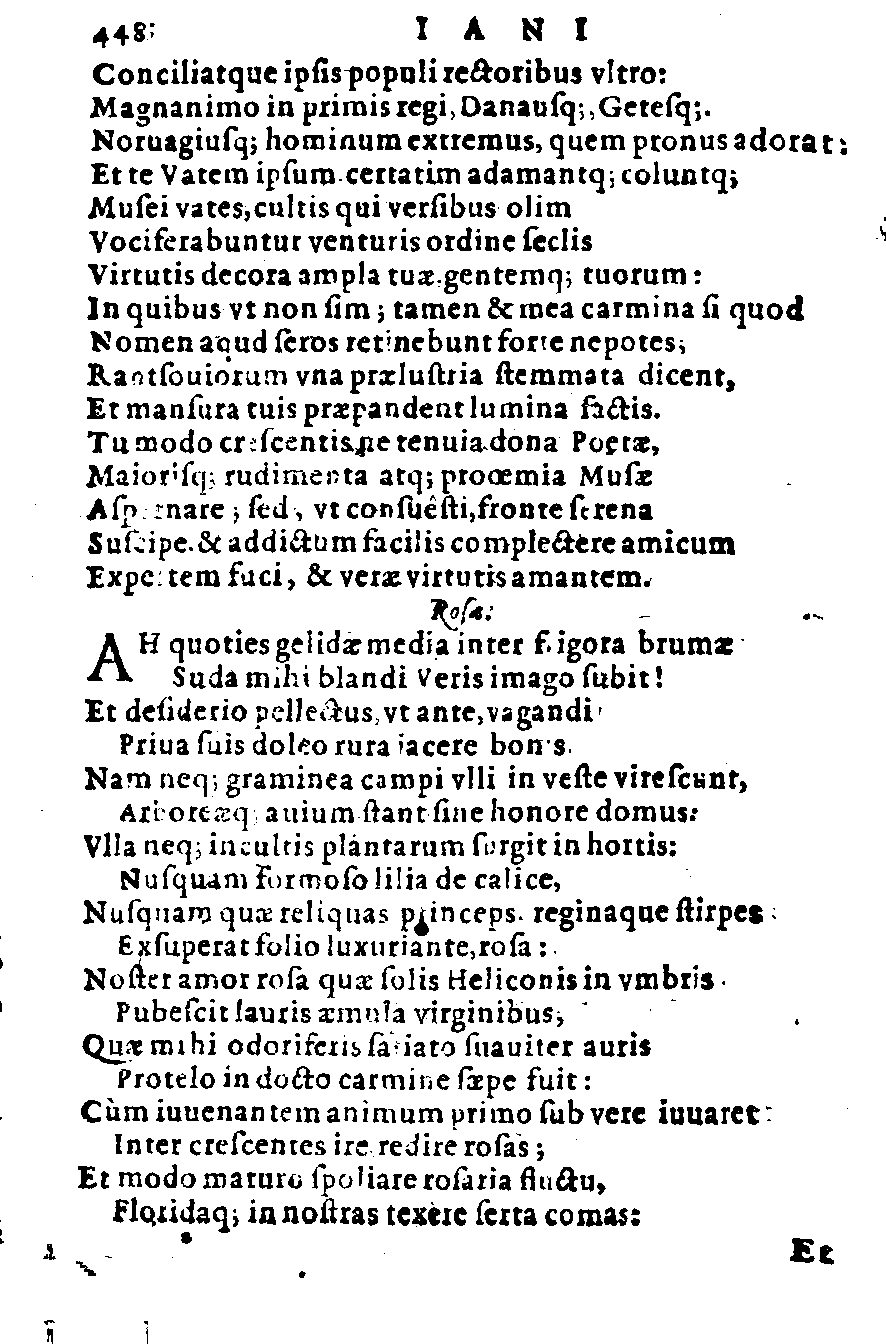 448 I A N I
Conciliatque ipſis populi rectoribus vltro:
Magnanimo in primis regi, Danauſq;, Geteſq;.
Noruagiuſq; hominum extremus, quem pronus adorat:
Et te Vatem ipſum certatim adamantq; coluntq;
Muſei vates, cultis qui verſibus olim
Vociferabuntur venturis ordine ſeclis
Virtutis decora ampla tuæ gentemq; tuorum:
In quibus vt non ſim; tamen & mea carmina ſi quod
Nomen aqud ſeros retinebunt forte nepotes;
Rantſouiorum vna præluſtria ſtemmata dicent,
Et manſura tuis præpandent lumina factis.
Tu modo creſcentis ne tenuia dona Poetæ,
Maioriſq; rudimenta atq; prooemia Muſæ
Aſpernare; ſed, vt conſuêſti, fronte ſerena
Suſcipe. & addictum facilis complectere amicum
Expertem fuci, & veræ virtutis amantem.
Roſa:
AH quoties gelidæ media inter frigora brumæ
Suda mihi blandi Veris imago ſubit!
Et deſiderio pellectus, vt ante, vagandi
Priua ſuis doleo rura iacere bonis.
Nam neq; graminea campi vlli in veſte vireſcunt,
Arboreæq; auium ſtant ſine honore domus:
Vlla neq; incultis plantarum ſurgit in hortis:
Nuſquam formoſo lilia de calice,
Nuſquam quæ reliquas princeps reginaque ſtirpes
Exſuperat folio luxuriante, roſa:
Noſter amor roſa quæ ſolis Heliconis in vmbris
Pubeſcit lauris æmula virginibus;
Quæ mihi odoriferis ſatiato ſuauiter auris
Protelo in docto carmine ſæpe fuit:
Cùm iuuenantem animum primo ſub vere iuuaret
Inter creſcentes ire redire roſas;
Et modo maturo ſpoliare roſaria fluctu,
Floridaq; in noſtras texere ſerta comas:
Et